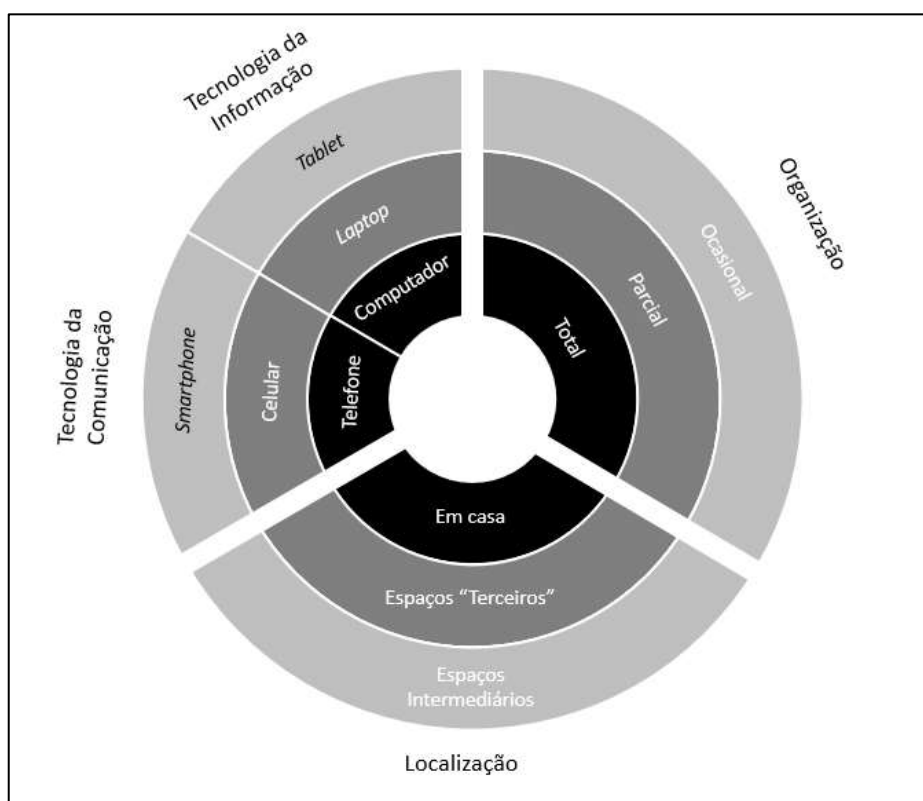 Tecnologia da
Informação
Tablet
Laptop
Computador
Organização
Ocasional
Parcial
Total
Tecnologia da
Comunicação
Smartphone
Celular
Telefone
Em casa
Espaços “Terceiros”
Espaços
Intermediários
Localização